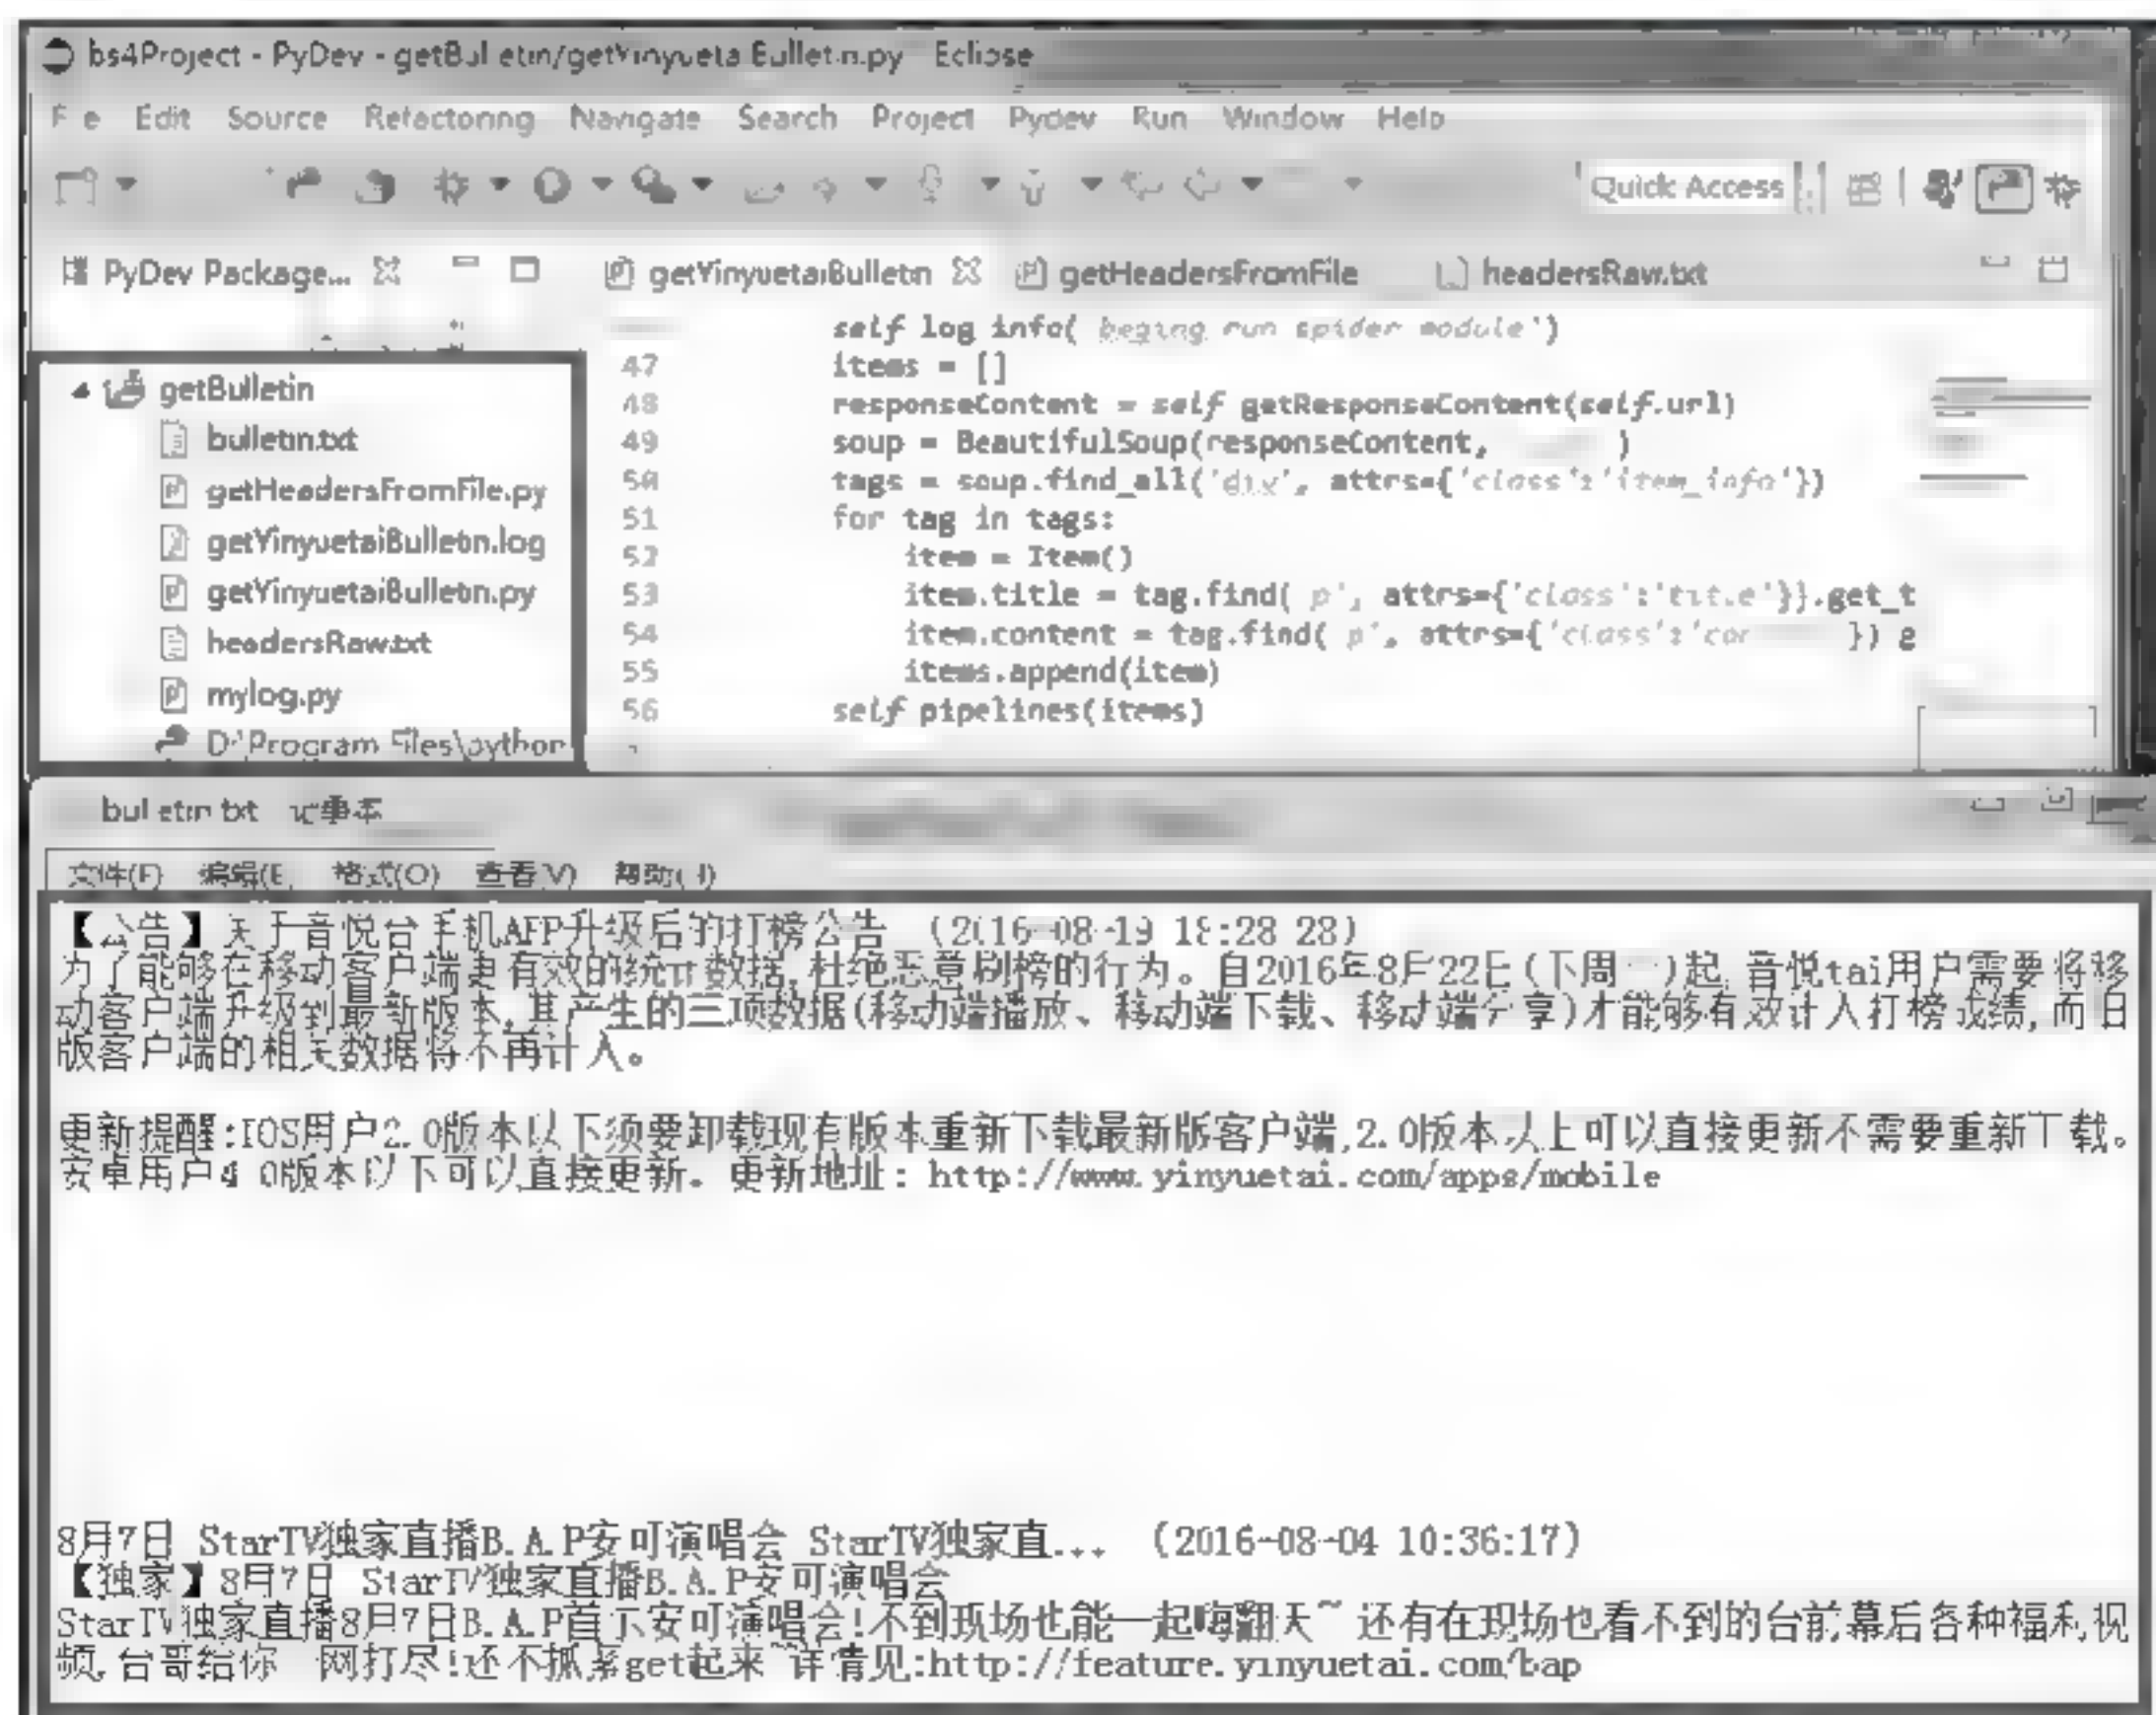 bs4Project - PyDev - getBulletin/getYinyuetaiBulletin.py Eclipse
File Edit Source Refactoring Navigate Search Project Pydev Run Window Help
Quick Access
PyDev Package... getYinyuetaiBulletin getHeadersFromFile headersRaw.txt
getBulletin
bulletin.txt
getHeadersFromFile.py
getYinyuetaiBulletin.log
getYinyuetaiBulletin.py
headersRaw.txt
mylog.py
D:\Program Files\python
self log info( beging run spider module')
47 items = []
48 responseContent = self getResponseContent(self.url)
49 soup = BeautifulSoup(responseContent, )
50 tags = soup.find_all('div', attrs={'class':'item_info'})
51 for tag in tags:
52 item = Item()
53 item.title = tag.find( p', attrs={'class':'title'}).get_t
54 item.content = tag.find( p', attrs={'class':' }) g
55 items.append(item)
56 self pipelines(items)
bulletin txt 记事本
文件(F) 编辑(E) 格式(O) 查看(V) 帮助(H)
【公告】关于音悦台手机APP升级后的打榜公告 (2016-08-19 18:28 28)
为了能够在移动客户端更有效的统计数据,杜绝恶意刷榜的行为。自2016年8月22日(下周一)起,音悦tai用户需要将移
动客户端升级到最新版本,其产生的三项数据(移动端播放、移动端下载、移动端分享)才能够有效计入打榜成绩,而旧
版客户端的相关数据将不再计入。
更新提醒:IOS用户2.0版本以下须要卸载现有版本重新下载最新版客户端,2.0版本以上可以直接更新不需要重新下载。
安卓用户4.0版本以下可以直接更新。更新地址: http://www.yinyuetai.com/apps/mobile
8月7日 StarTV独家直播B.A.P安可演唱会 StarTV独家直... (2016-08-04 10:36:17)
【独家】8月7日 StarTV独家直播B.A.P安可演唱会
StarTV独家直播8月7日B.A.P首尔安可演唱会!不到现场也能一起嗨翻天~ 还有在现场也看不到的台前幕后各种福利视
频,台哥给你一网打尽!还不抓紧get起来~详情见:http://feature.yinyuetai.com/bap